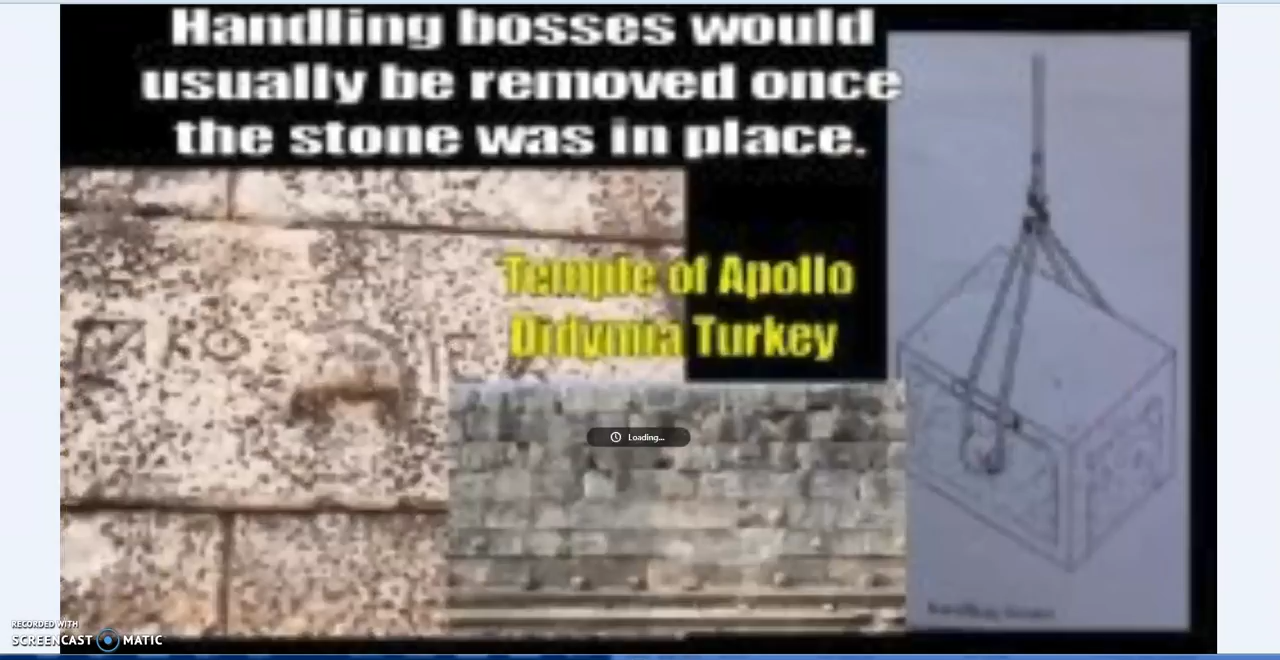 Handling bosses would
usually be removed once
the stone was in place.
Temple of Apollo
Didymia Turkey
Loading...
RECORDED WITH
SCREENCAST MATIC